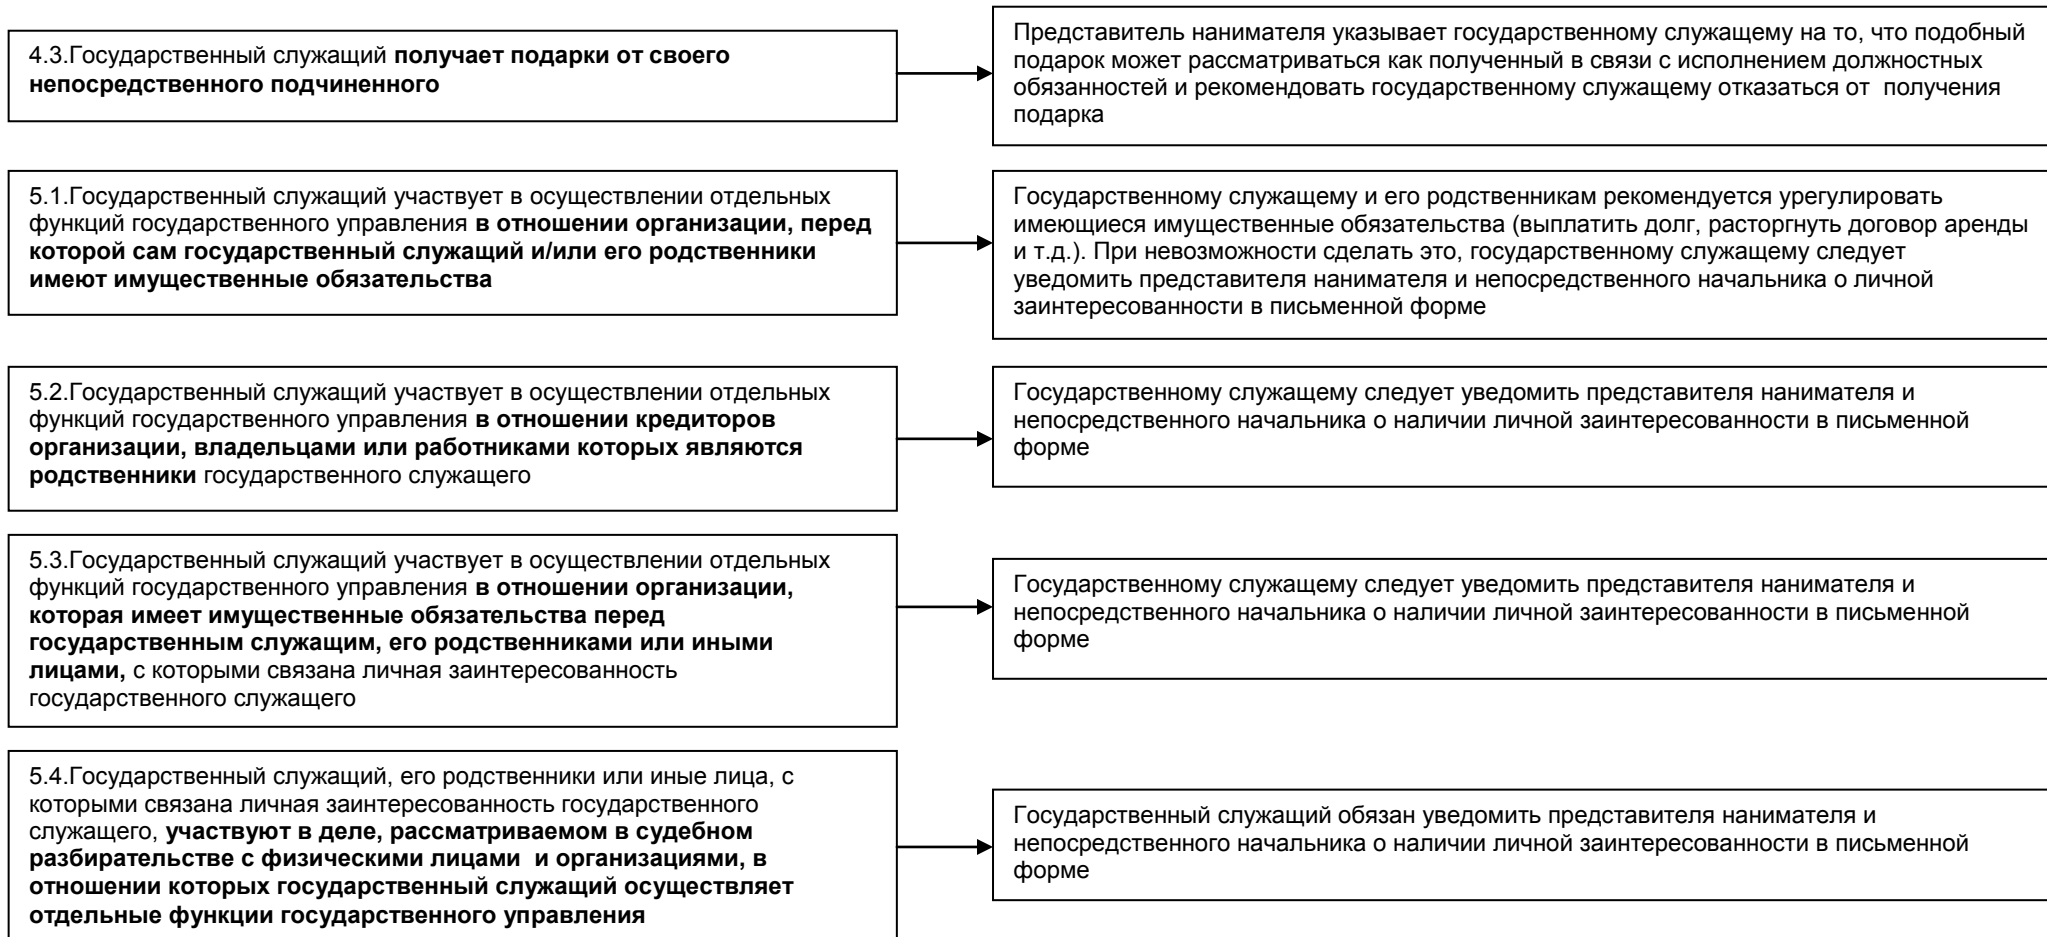 4.3.Государственный служащий получает подарки от своего
непосредственного подчиненного
Представитель нанимателя указывает государственному служащему на то, что подобный
подарок может рассматриваться как полученный в связи с исполнением должностных
обязанностей и рекомендовать государственному служащему отказаться от  получения
подарка
5.1.Государственный служащий участвует в осуществлении отдельных
функций государственного управления в отношении организации, перед
которой сам государственный служащий и/или его родственники
имеют имущественные обязательства
Государственному служащему и его родственникам рекомендуется урегулировать
имеющиеся имущественные обязательства (выплатить долг, расторгнуть договор аренды
и т.д.). При невозможности сделать это, государственному служащему следует
уведомить представителя нанимателя и непосредственного начальника о личной
заинтересованности в письменной форме
5.2.Государственный служащий участвует в осуществлении отдельных
функций государственного управления в отношении кредиторов
организации, владельцами или работниками которых являются
родственники государственного служащего
Государственному служащему следует уведомить представителя нанимателя и
непосредственного начальника о наличии личной заинтересованности в письменной
форме
5.3.Государственный служащий участвует в осуществлении отдельных
функций государственного управления в отношении организации,
которая имеет имущественные обязательства перед
государственным служащим, его родственниками или иными
лицами, с которыми связана личная заинтересованность
государственного служащего
Государственному служащему следует уведомить представителя нанимателя и
непосредственного начальника о наличии личной заинтересованности в письменной
форме
5.4.Государственный служащий, его родственники или иные лица, с
которыми связана личная заинтересованность государственного
служащего, участвуют в деле, рассматриваемом в судебном
разбирательстве с физическими лицами  и организациями, в
отношении которых государственный служащий осуществляет
отдельные функции государственного управления
Государственный служащий обязан уведомить представителя нанимателя и
непосредственного начальника о наличии личной заинтересованности в письменной
форме